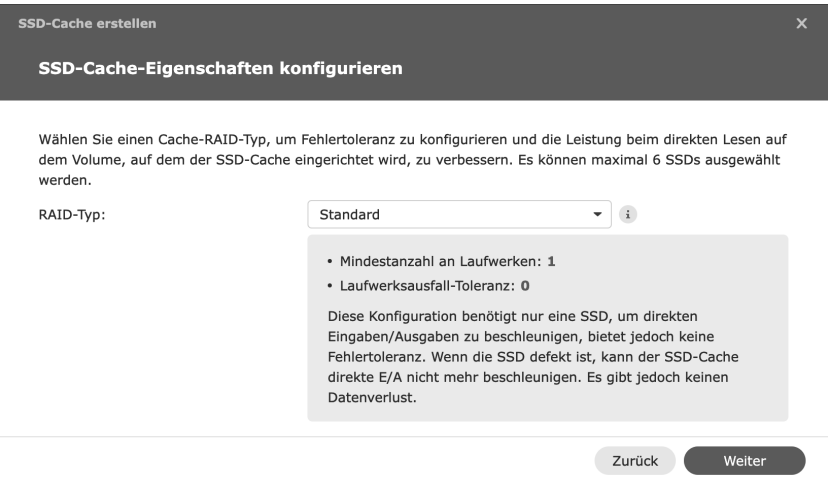 SSD-Cache erstellen
SSD-Cache-Eigenschaften konfigurieren
Wählen Sie einen Cache-RAID-Typ, um Fehlertoleranz zu konfigurieren und die Leistung beim direkten Lesen auf
dem Volume, auf dem der SSD-Cache eingerichtet wird, zu verbessern. Es können maximal 6 SSDs ausgewählt
werden.
RAID-Typ:
Standard
• Mindestanzahl an Laufwerken: 1
• Laufwerksausfall-Toleranz: 0
Diese Konfiguration benötigt nur eine SSD, um direkten
Eingaben/Ausgaben zu beschleunigen, bietet jedoch keine
Fehlertoleranz. Wenn die SSD defekt ist, kann der SSD-Cache
direkte E/A nicht mehr beschleunigen. Es gibt jedoch keinen
Datenverlust.
Zurück
Weiter